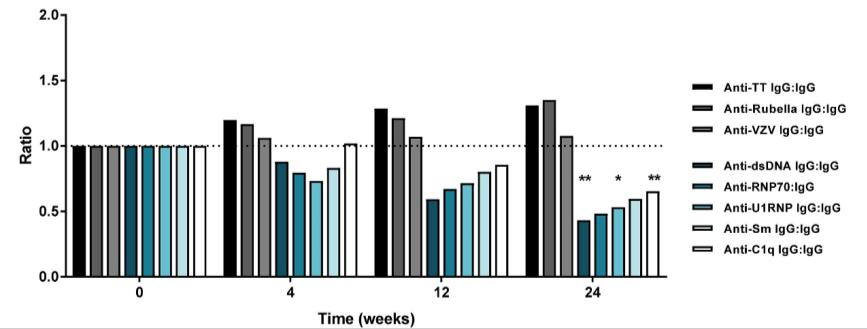 2.0
1.5
1.0
0.5
0.0
Ratio
** * **
0 4 12 24
Time (weeks)
Anti-TT IgG:IgG
Anti-Rubella IgG:IgG
Anti-VZV IgG:IgG
Anti-dsDNA IgG:IgG
Anti-RNP70:IgG
Anti-U1RNP IgG:IgG
Anti-Sm IgG:IgG
Anti-C1q IgG:IgG